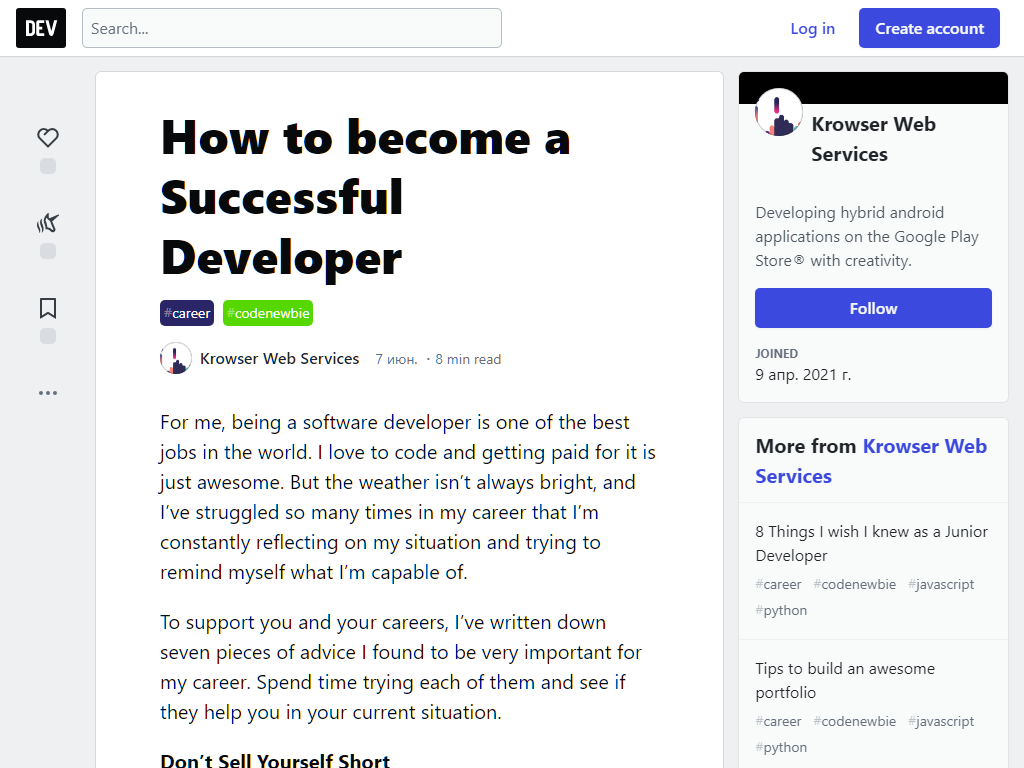 DEV
Search...
Log in
Create account
How to become a
Successful
Developer
#career #codenewbie
Krowser Web Services 7 июн. · 8 min read
For me, being a software developer is one of the best
jobs in the world. I love to code and getting paid for it is
just awesome. But the weather isn’t always bright, and
I’ve struggled so many times in my career that I’m
constantly reflecting on my situation and trying to
remind myself what I’m capable of.
To support you and your careers, I’ve written down
seven pieces of advice I found to be very important for
my career. Spend time trying each of them and see if
they help you in your current situation.
Don’t Sell Yourself Short
Krowser Web
Services
Developing hybrid android
applications on the Google Play
Store® with creativity.
Follow
JOINED
9 апр. 2021 г.
More from Krowser Web
Services
8 Things I wish I knew as a Junior
Developer
#career #codenewbie #javascript
#python
Tips to build an awesome
portfolio
#career #codenewbie #javascript
#python